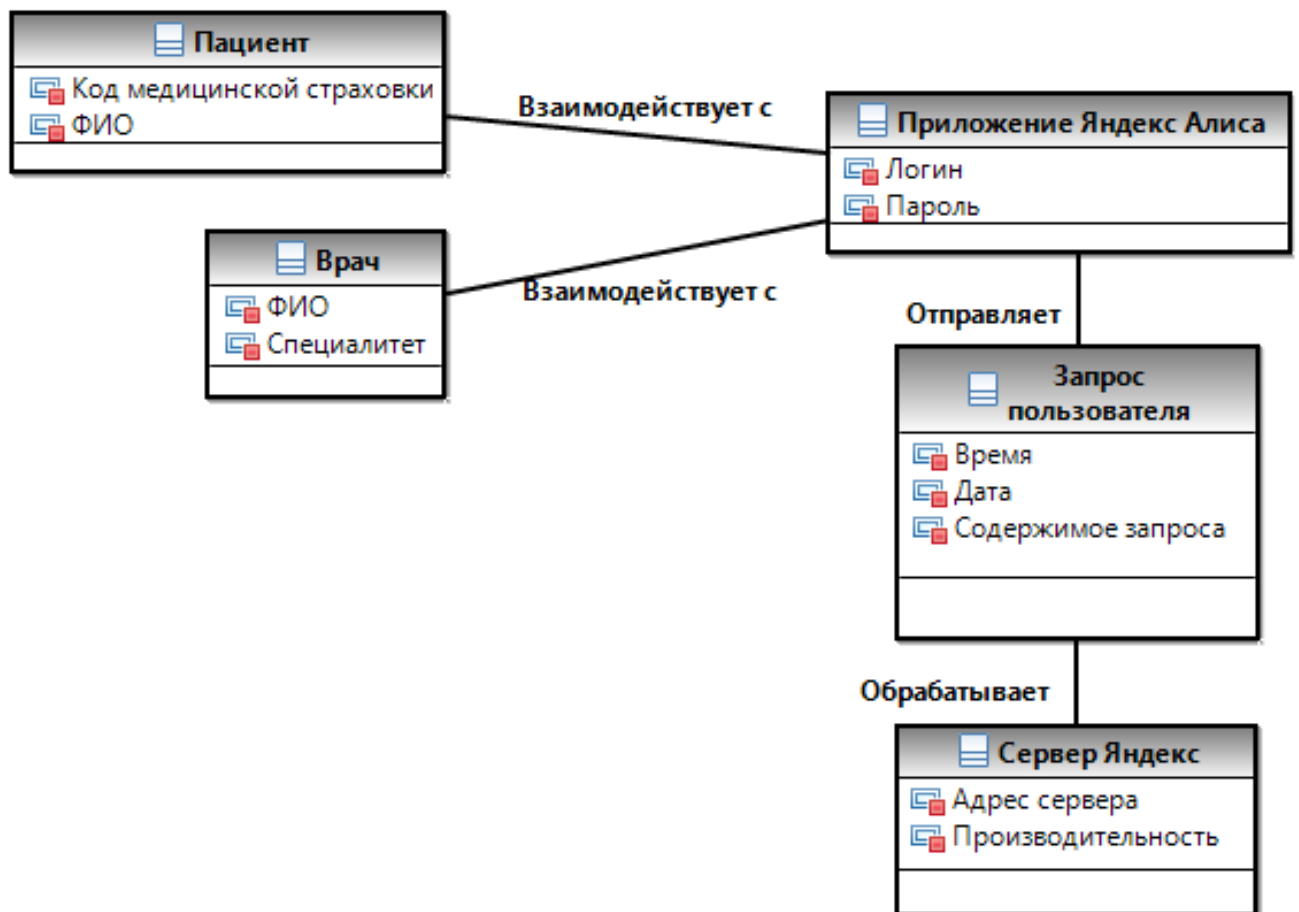 Пациент
Код медицинской страховки
ФИО
Взаимодействует с
Приложение Яндекс Алиса
Логин
Пароль
Врач
ФИО
Специалитет
Взаимодействует с
Отправляет
Запрос
пользователя
Время
Дата
Содержимое запроса
Обрабатывает
Сервер Яндекс
Адрес сервера
Производительность